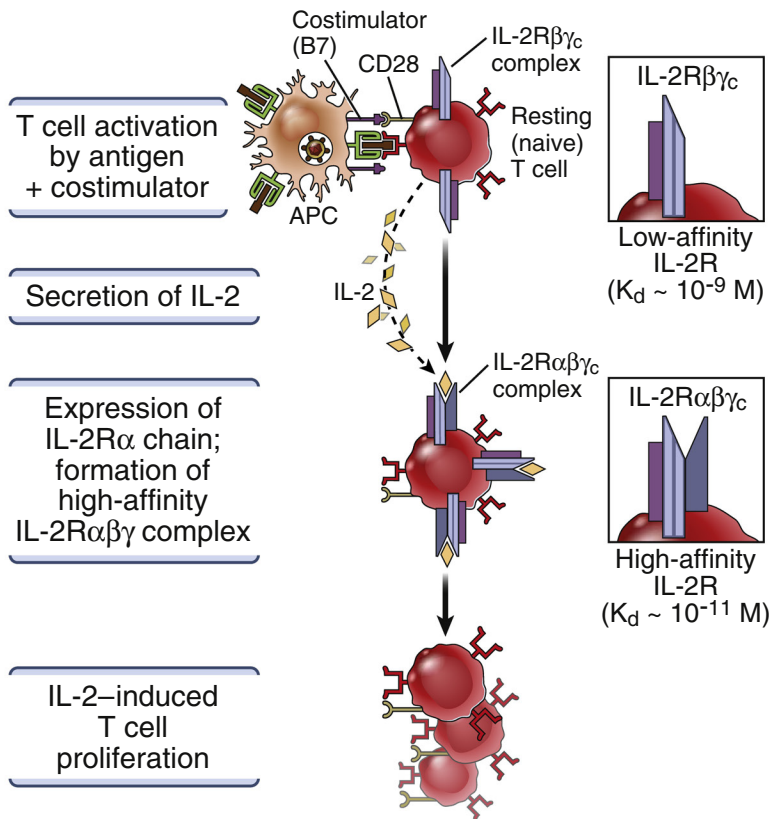 Costimulator
(B7)
CD28
IL-2Rβγc
complex
Resting
(naive)
T cell
APC
T cell activation
by antigen
+ costimulator
IL-2Rβγc
Low-affinity
IL-2R
(Kd ~ 10-9 M)
Secretion of IL-2
IL-2
IL-2Rαβγc
complex
Expression of
IL-2Rα chain;
formation of
high-affinity
IL-2Rαβγ complex
IL-2Rαβγc
High-affinity
IL-2R
(Kd ~ 10-11 M)
IL-2–induced
T cell
proliferation